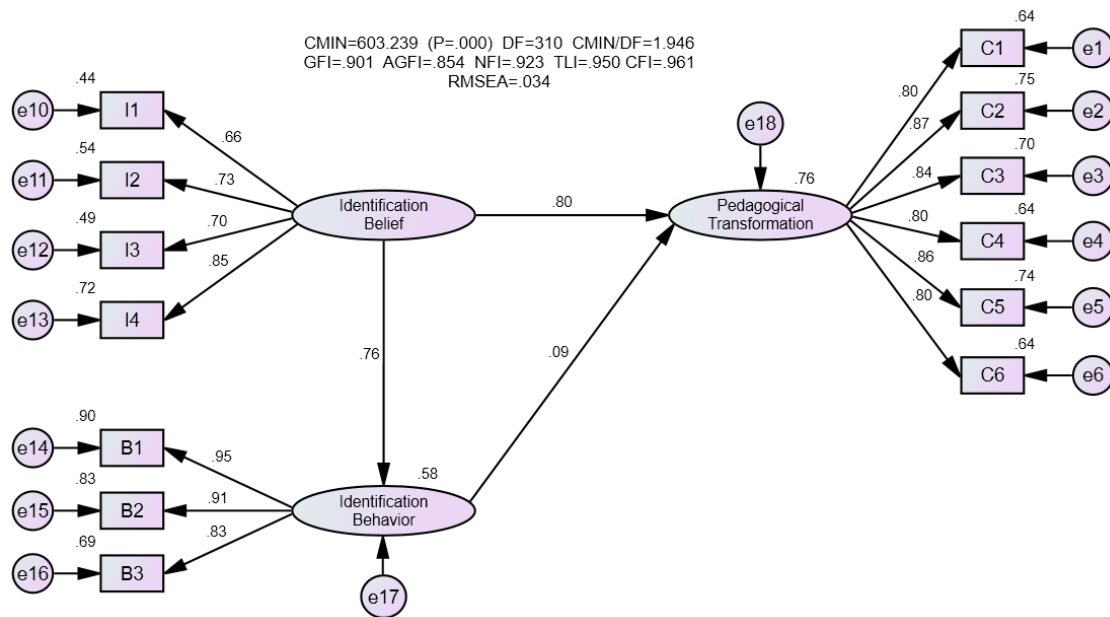 CMIN=603.239 (P=.000) DF=310 CMIN/DF=1.946
GFI=.901 AGFI=.854 NFI=.923 TLI=.950 CFI=.961
RMSEA=.034
e10
.44
I1
.66
e11
.54
I2
.73
e12
.49
I3
.70
e13
.72
I4
.85
Identification
Belief
.80
.76
e14
.90
B1
.95
e15
.83
B2
.91
e16
.69
B3
.83
Identification
Behavior
.58
e17
.09
e18
Pedagogical
Transformation
.76
.80
C1
.64
e1
.87
C2
.75
e2
.84
C3
.70
e3
.80
C4
.64
e4
.86
C5
.74
e5
.80
C6
.64
e6